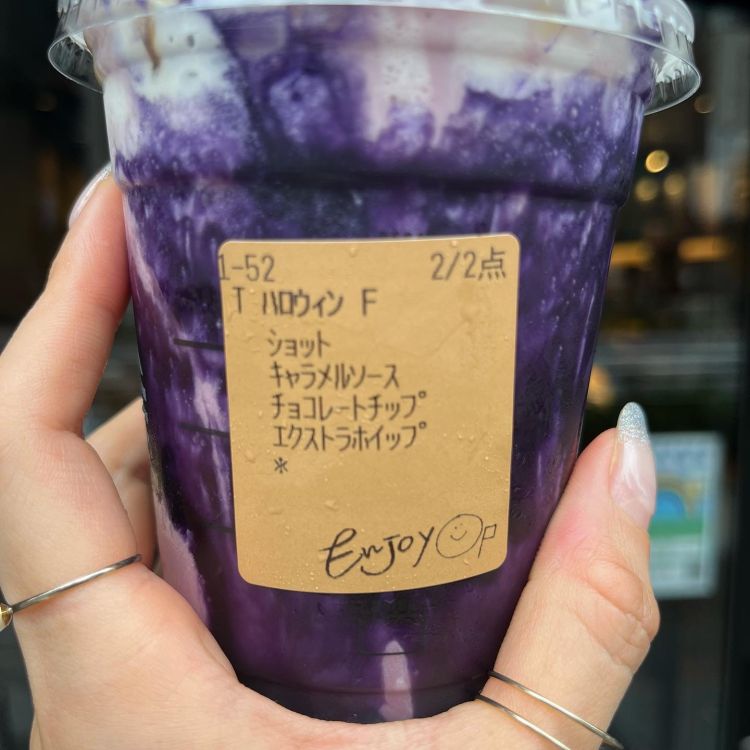 1-52 2/2点
T ハロウィン F
ショット
キャラメルソース
チョコレートチップ
エクストラホイップ
*
Enjoy